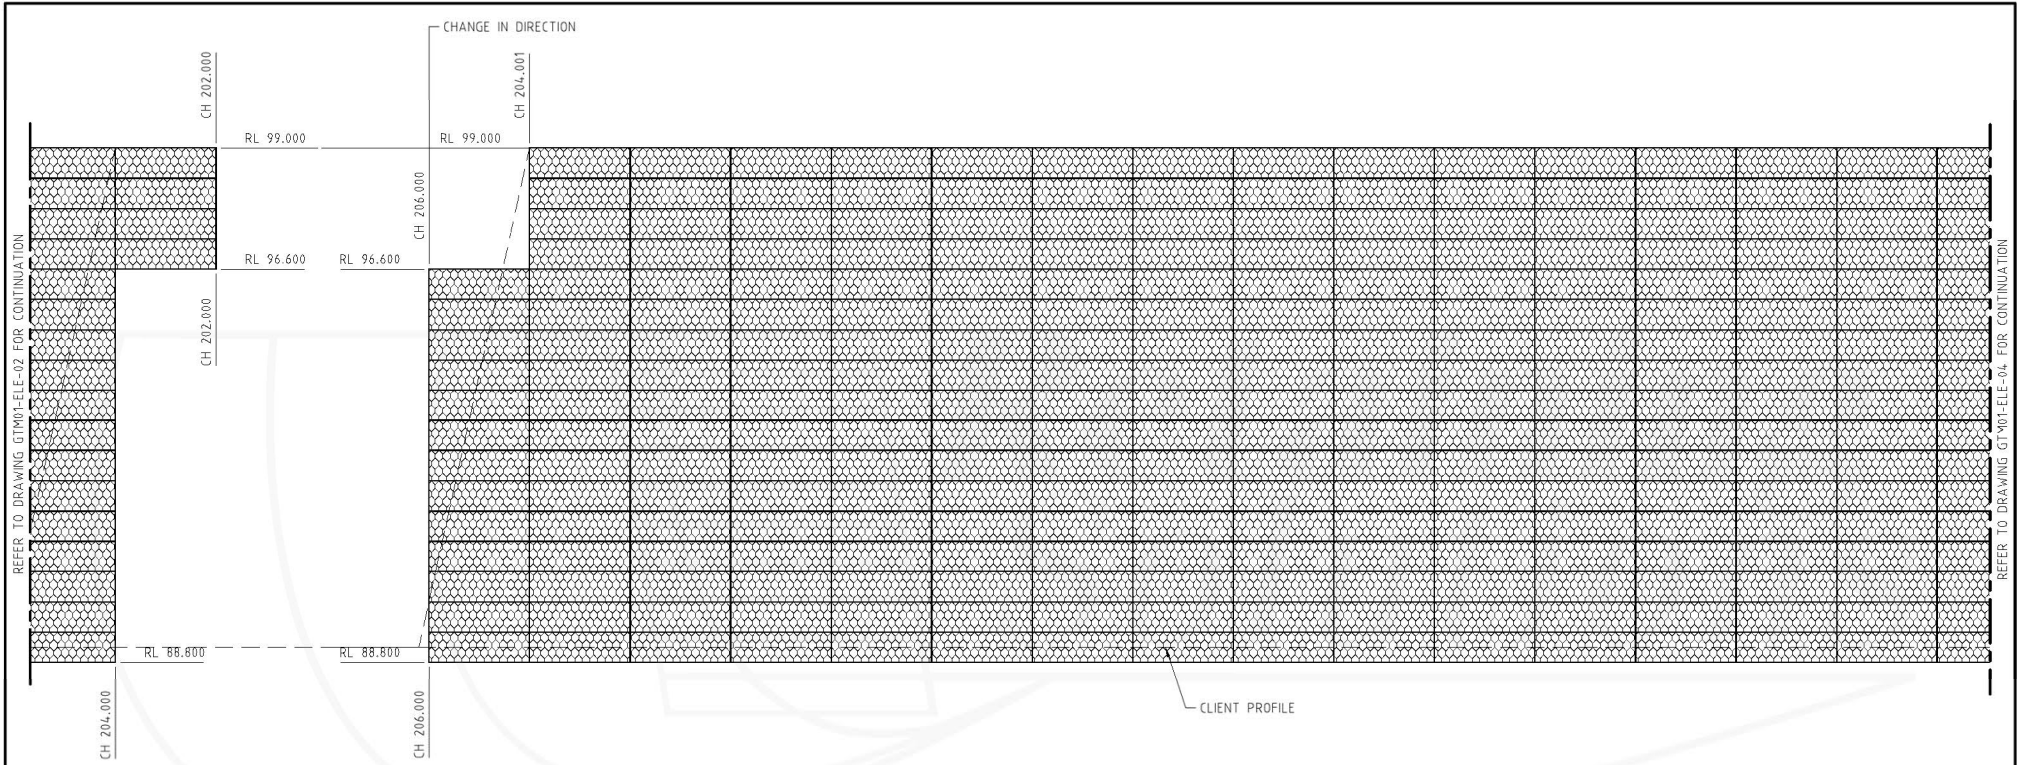 CHANGE IN DIRECTION
CH 202.000
CH 204.001
RL 99.000
RL 99.000
CH 206.000
RL 96.600
RL 96.600
CH 202.000
REFER TO DRAWING GTM01-ELE-02 FOR CONTINUATION
REFER TO DRAWING GTM01-ELE-04 FOR CONTINUATION
RL 88.800
RL 88.800
CH 204.000
CH 206.000
CLIENT PROFILE